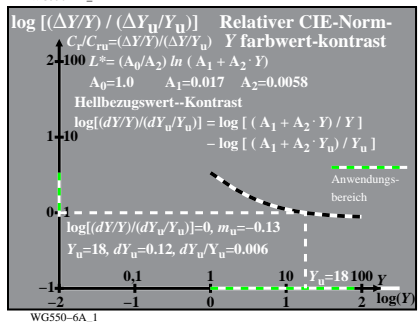 log [(ΔY/Y) / (ΔYu/Yu)] Relativer CIE-Norm-
Cr/Cru=(ΔY/Y)/(ΔY/Yu) Y farbwert-kontrast
2 100 L*= (A0/A2) ln ( A1 + A2 · Y)
A0=1.0 A1=0.017 A2=0.0058
Hellbezugswert--Kontrast
log[(dY/Y)/(dYu/Yu)] = log [ ( A1 + A2 · Y) / Y ]
1 10
− log [ ( A1 + A2 · Yu) / Yu ]
Anwendungs-
bereich
0 1
log[(dY/Y)/(dYu/Yu)]=0, mu=−0.13
Yu=18, dYu=0.12, dYu/Yu=0.006
0,1 1 10 Yu=18 100 Y
−1
−2 −1 0 1 2 log(Y)
WG550-6A_1